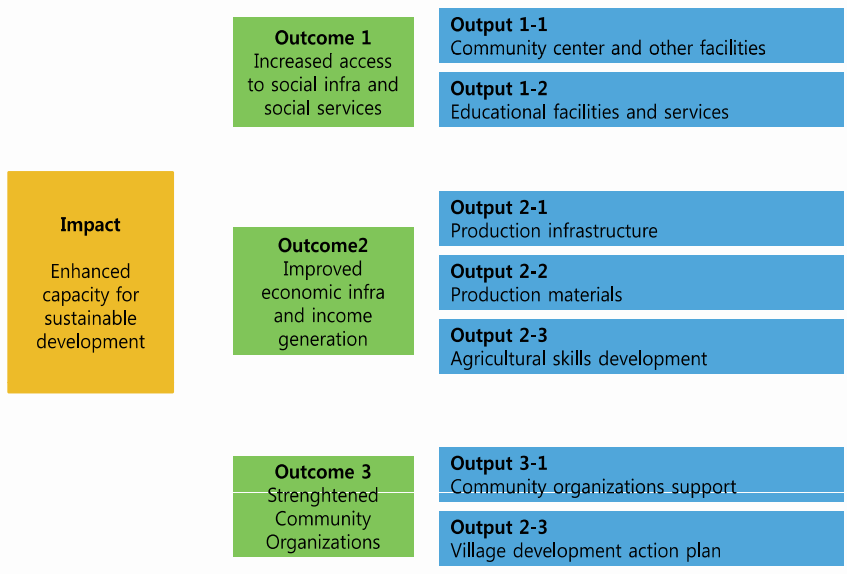 Impact
Enhanced
capacity for
sustainable
development
Outcome 1
Increased access
to social infra and
social services
Output 1-1
Community center and other facilities
Output 1-2
Educational facilities and services
Outcome2
Improved
economic infra
and income
generation
Output 2-1
Production infrastructure
Output 2-2
Production materials
Output 2-3
Agricultural skills development
Outcome 3
Strenghtened
Community
Organizations
Output 3-1
Community organizations support
Output 2-3
Village development action plan